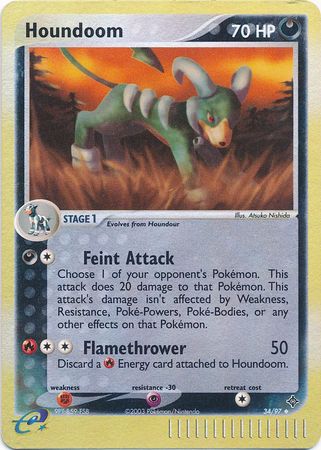 Houndoom 70 HP
Illus. Atsuko Nishida
STAGE 1 Evolves from Houndour
Feint Attack
Choose 1 of your opponent's Pokémon. This
attack does 20 damage to that Pokémon. This
attack's damage isn't affected by Weakness,
Resistance, Poké-Powers, Poké-Bodies, or any
other effects on that Pokémon.
Flamethrower 50
Discard a Energy card attached to Houndoom.
weakness resistance -30 retreat cost
©2003 Pokémon/Nintendo 34/97
e